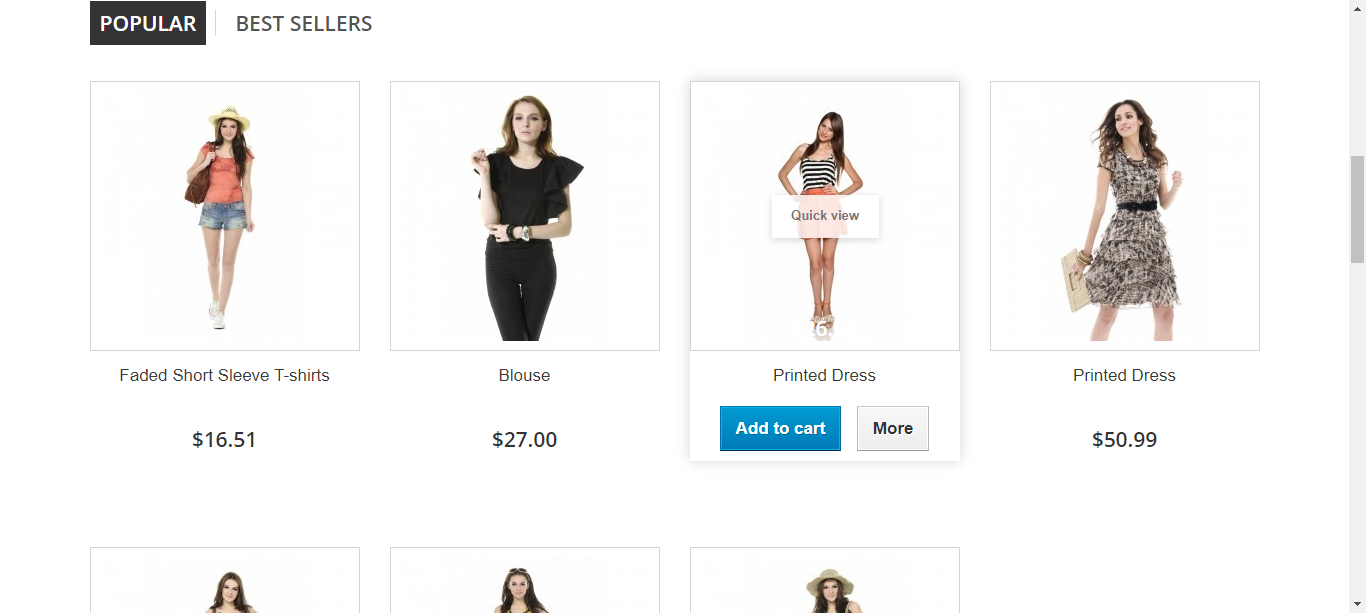 POPULAR BEST SELLERS
Quick view
6.
Faded Short Sleeve T-shirts Blouse Printed Dress Printed Dress
Add to cart More
$16.51 $27.00 $50.99